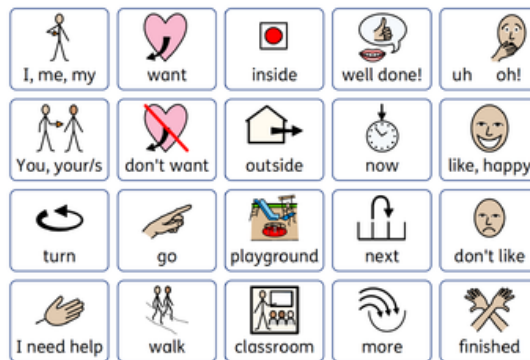 I, me, my
want
inside
well done!
uh oh!
You, your/s
don't want
outside
now
like, happy
turn
go
playground
next
don't like
I need help
walk
classroom
more
finished